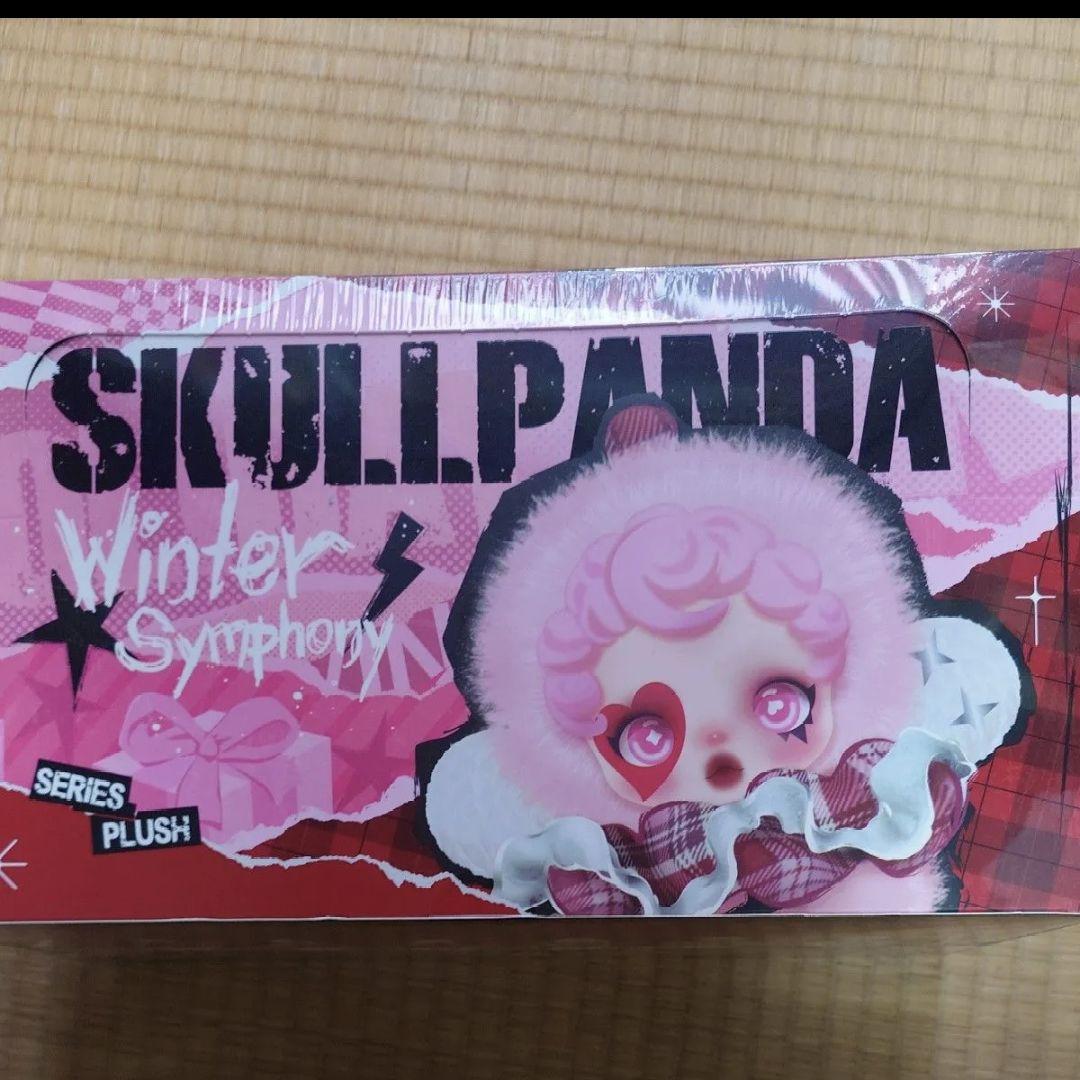 SKULLPANDA
Winter
Symphony
SERIES
PLUSH